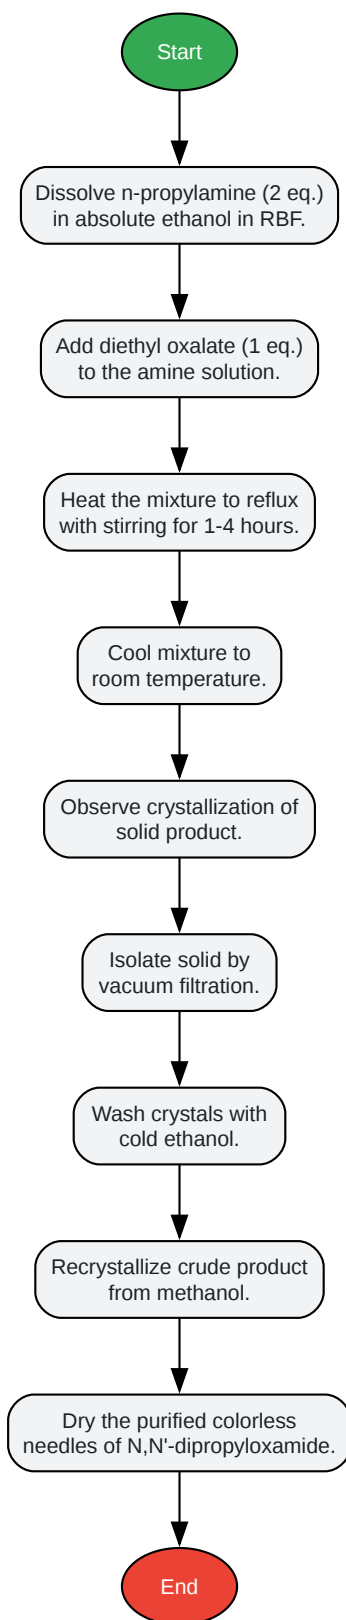 Start
Dissolve n-propylamine (2 eq.)
in absolute ethanol in RBF.
Add diethyl oxalate (1 eq.)
to the amine solution.
Heat the mixture to reflux
with stirring for 1-4 hours.
Cool mixture to
room temperature.
Observe crystallization of
solid product.
Isolate solid by
vacuum filtration.
Wash crystals with
cold ethanol.
Recrystallize crude product
from methanol.
Dry the purified colorless
needles of N,N'-dipropyloxamide.
End